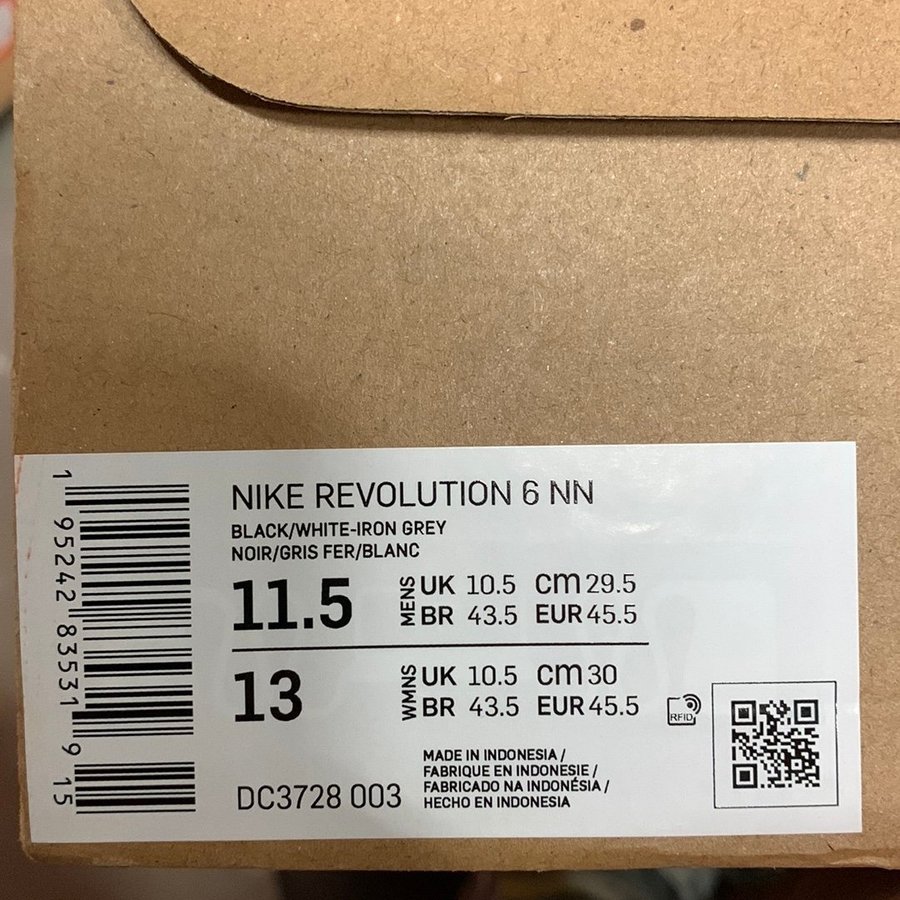 NIKE REVOLUTION 6 NN
BLACK/WHITE-IRON GREY
NOIR/GRIS FER/BLANC
11.5 MENS UK 10.5 CM 29.5
BR 43.5 EUR 45.5
13 WMNS UK 10.5 CM 30
BR 43.5 EUR 45.5
RFID
DC3728 003
MADE IN INDONESIA /
FABRIQUE EN INDONESIE /
FABRICADO NA INDONÉSIA /
HECHO EN INDONESIA
1 95242 83531 9 15